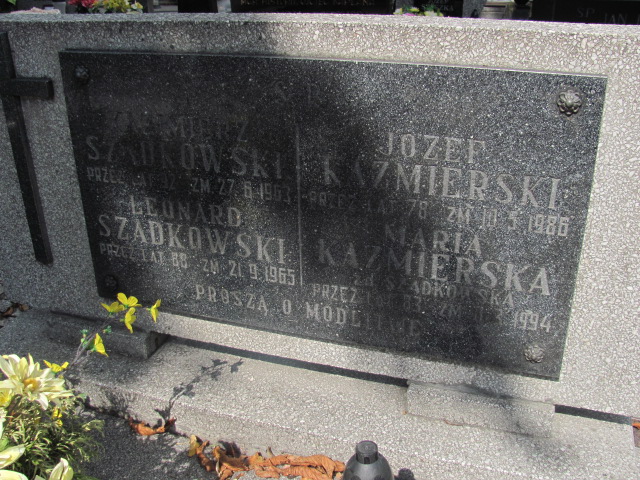 SZADKOWSKI
ZM 27.6.1963
LEONARD
SZADKOWSKI
PRZEŻ LAT 88 ZM 21.9.1965
JÓZEF
KAŹMIERSKI
PRZEŻ LAT 78 ZM 10.5.1986
MARIA
KAŹMIERSKA
SZADKOWSKA
PRZEŻ 1994
PROSZĄ O MODLITWĘ